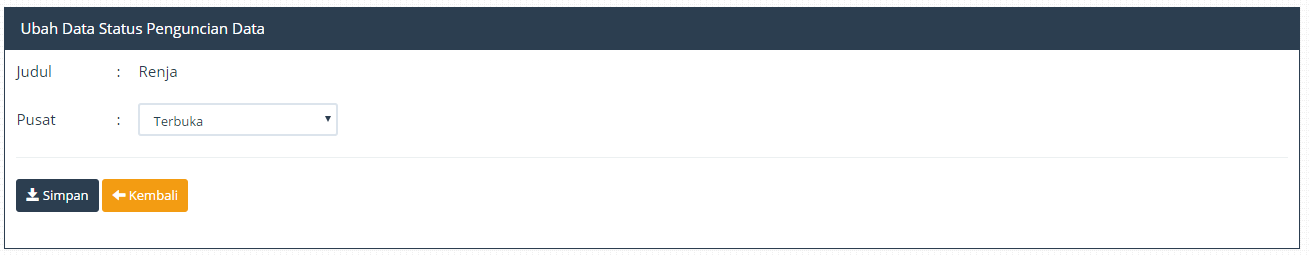 Ubah Data Status Penguncian Data
Judul : Renja
Pusat : Terbuka
Simpan Kembali